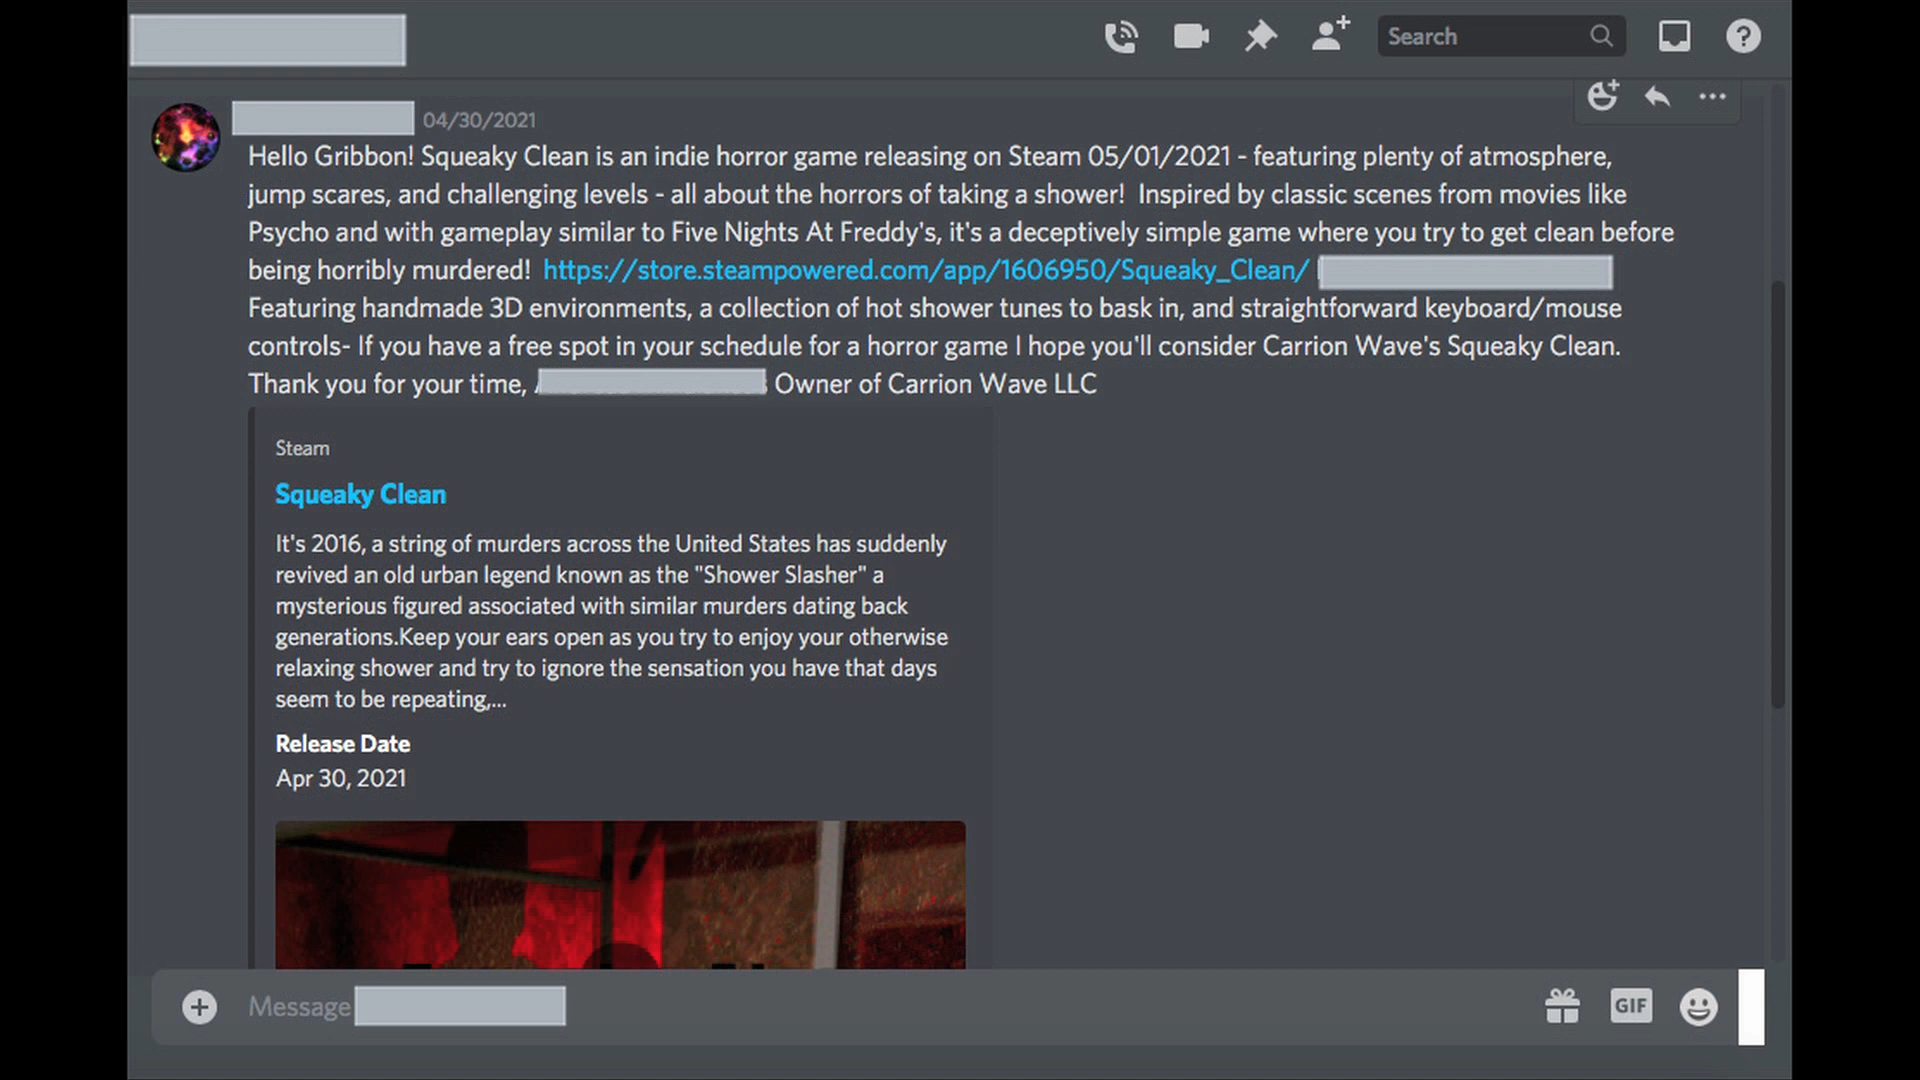 Search
04/30/2021
Hello Gribbon! Squeaky Clean is an indie horror game releasing on Steam 05/01/2021 - featuring plenty of atmosphere,
jump scares, and challenging levels - all about the horrors of taking a shower! Inspired by classic scenes from movies like
Psycho and with gameplay similar to Five Nights At Freddy's, it's a deceptively simple game where you try to get clean before
being horribly murdered! https://store.steampowered.com/app/1606950/Squeaky_Clean/
Featuring handmade 3D environments, a collection of hot shower tunes to bask in, and straightforward keyboard/mouse
controls- If you have a free spot in your schedule for a horror game I hope you'll consider Carrion Wave's Squeaky Clean.
Thank you for your time, Owner of Carrion Wave LLC
Steam
Squeaky Clean
It's 2016, a string of murders across the United States has suddenly
revived an old urban legend known as the "Shower Slasher" a
mysterious figured associated with similar murders dating back
generations.Keep your ears open as you try to enjoy your otherwise
relaxing shower and try to ignore the sensation you have that days
seem to be repeating,...
Release Date
Apr 30, 2021
Message
GIF